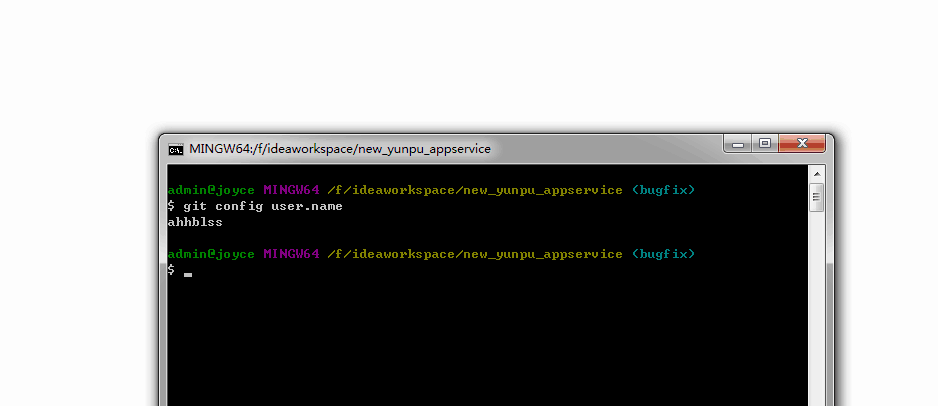 MINGW64:/f/ideaworkspace/new_yunpu_appservice
admin@joyce MINGW64 /f/ideaworkspace/new_yunpu_appservice (bugfix)
$ git config user.name
ahhblss
admin@joyce MINGW64 /f/ideaworkspace/new_yunpu_appservice (bugfix)
$